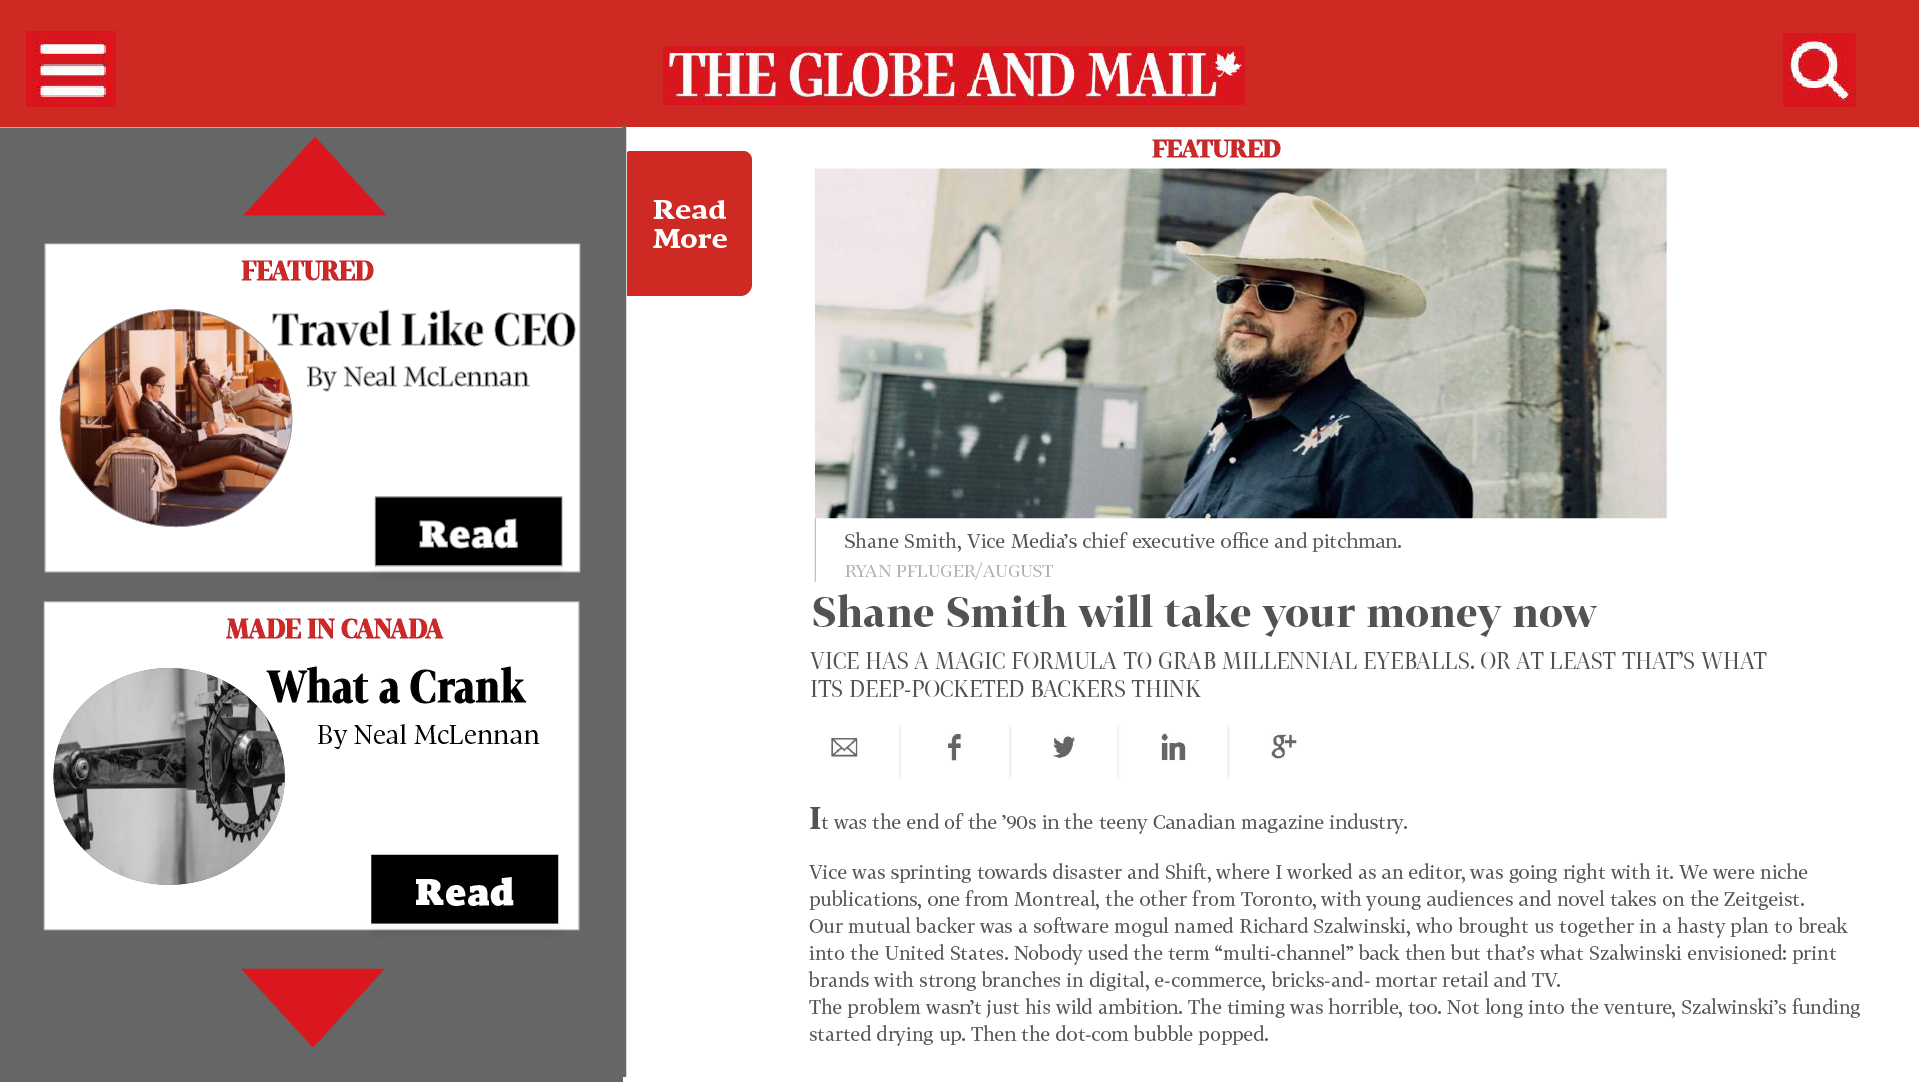 THE GLOBE AND MAIL
FEATURED
Travel Like CEO
By Neal McLennan
Read
MADE IN CANADA
What a Crank
By Neal McLennan
Read
Read
More
FEATURED
Shane Smith, Vice Media’s chief executive office and pitchman.
RYAN PFLUGER/AUGUST
Shane Smith will take your money now
VICE HAS A MAGIC FORMULA TO GRAB MILLENNIAL EYEBALLS. OR AT LEAST THAT’S WHAT
ITS DEEP-POCKETED BACKERS THINK
It was the end of the ’90s in the teeny Canadian magazine industry.
Vice was sprinting towards disaster and Shift, where I worked as an editor, was going right with it. We were niche
publications, one from Montreal, the other from Toronto, with young audiences and novel takes on the Zeitgeist.
Our mutual backer was a software mogul named Richard Szalwinski, who brought us together in a hasty plan to break
into the United States. Nobody used the term “multi-channel” back then but that’s what Szalwinski envisioned: print
brands with strong branches in digital, e-commerce, bricks-and- mortar retail and TV.
The problem wasn’t just his wild ambition. The timing was horrible, too. Not long into the venture, Szalwinski’s funding
started drying up. Then the dot-com bubble popped.